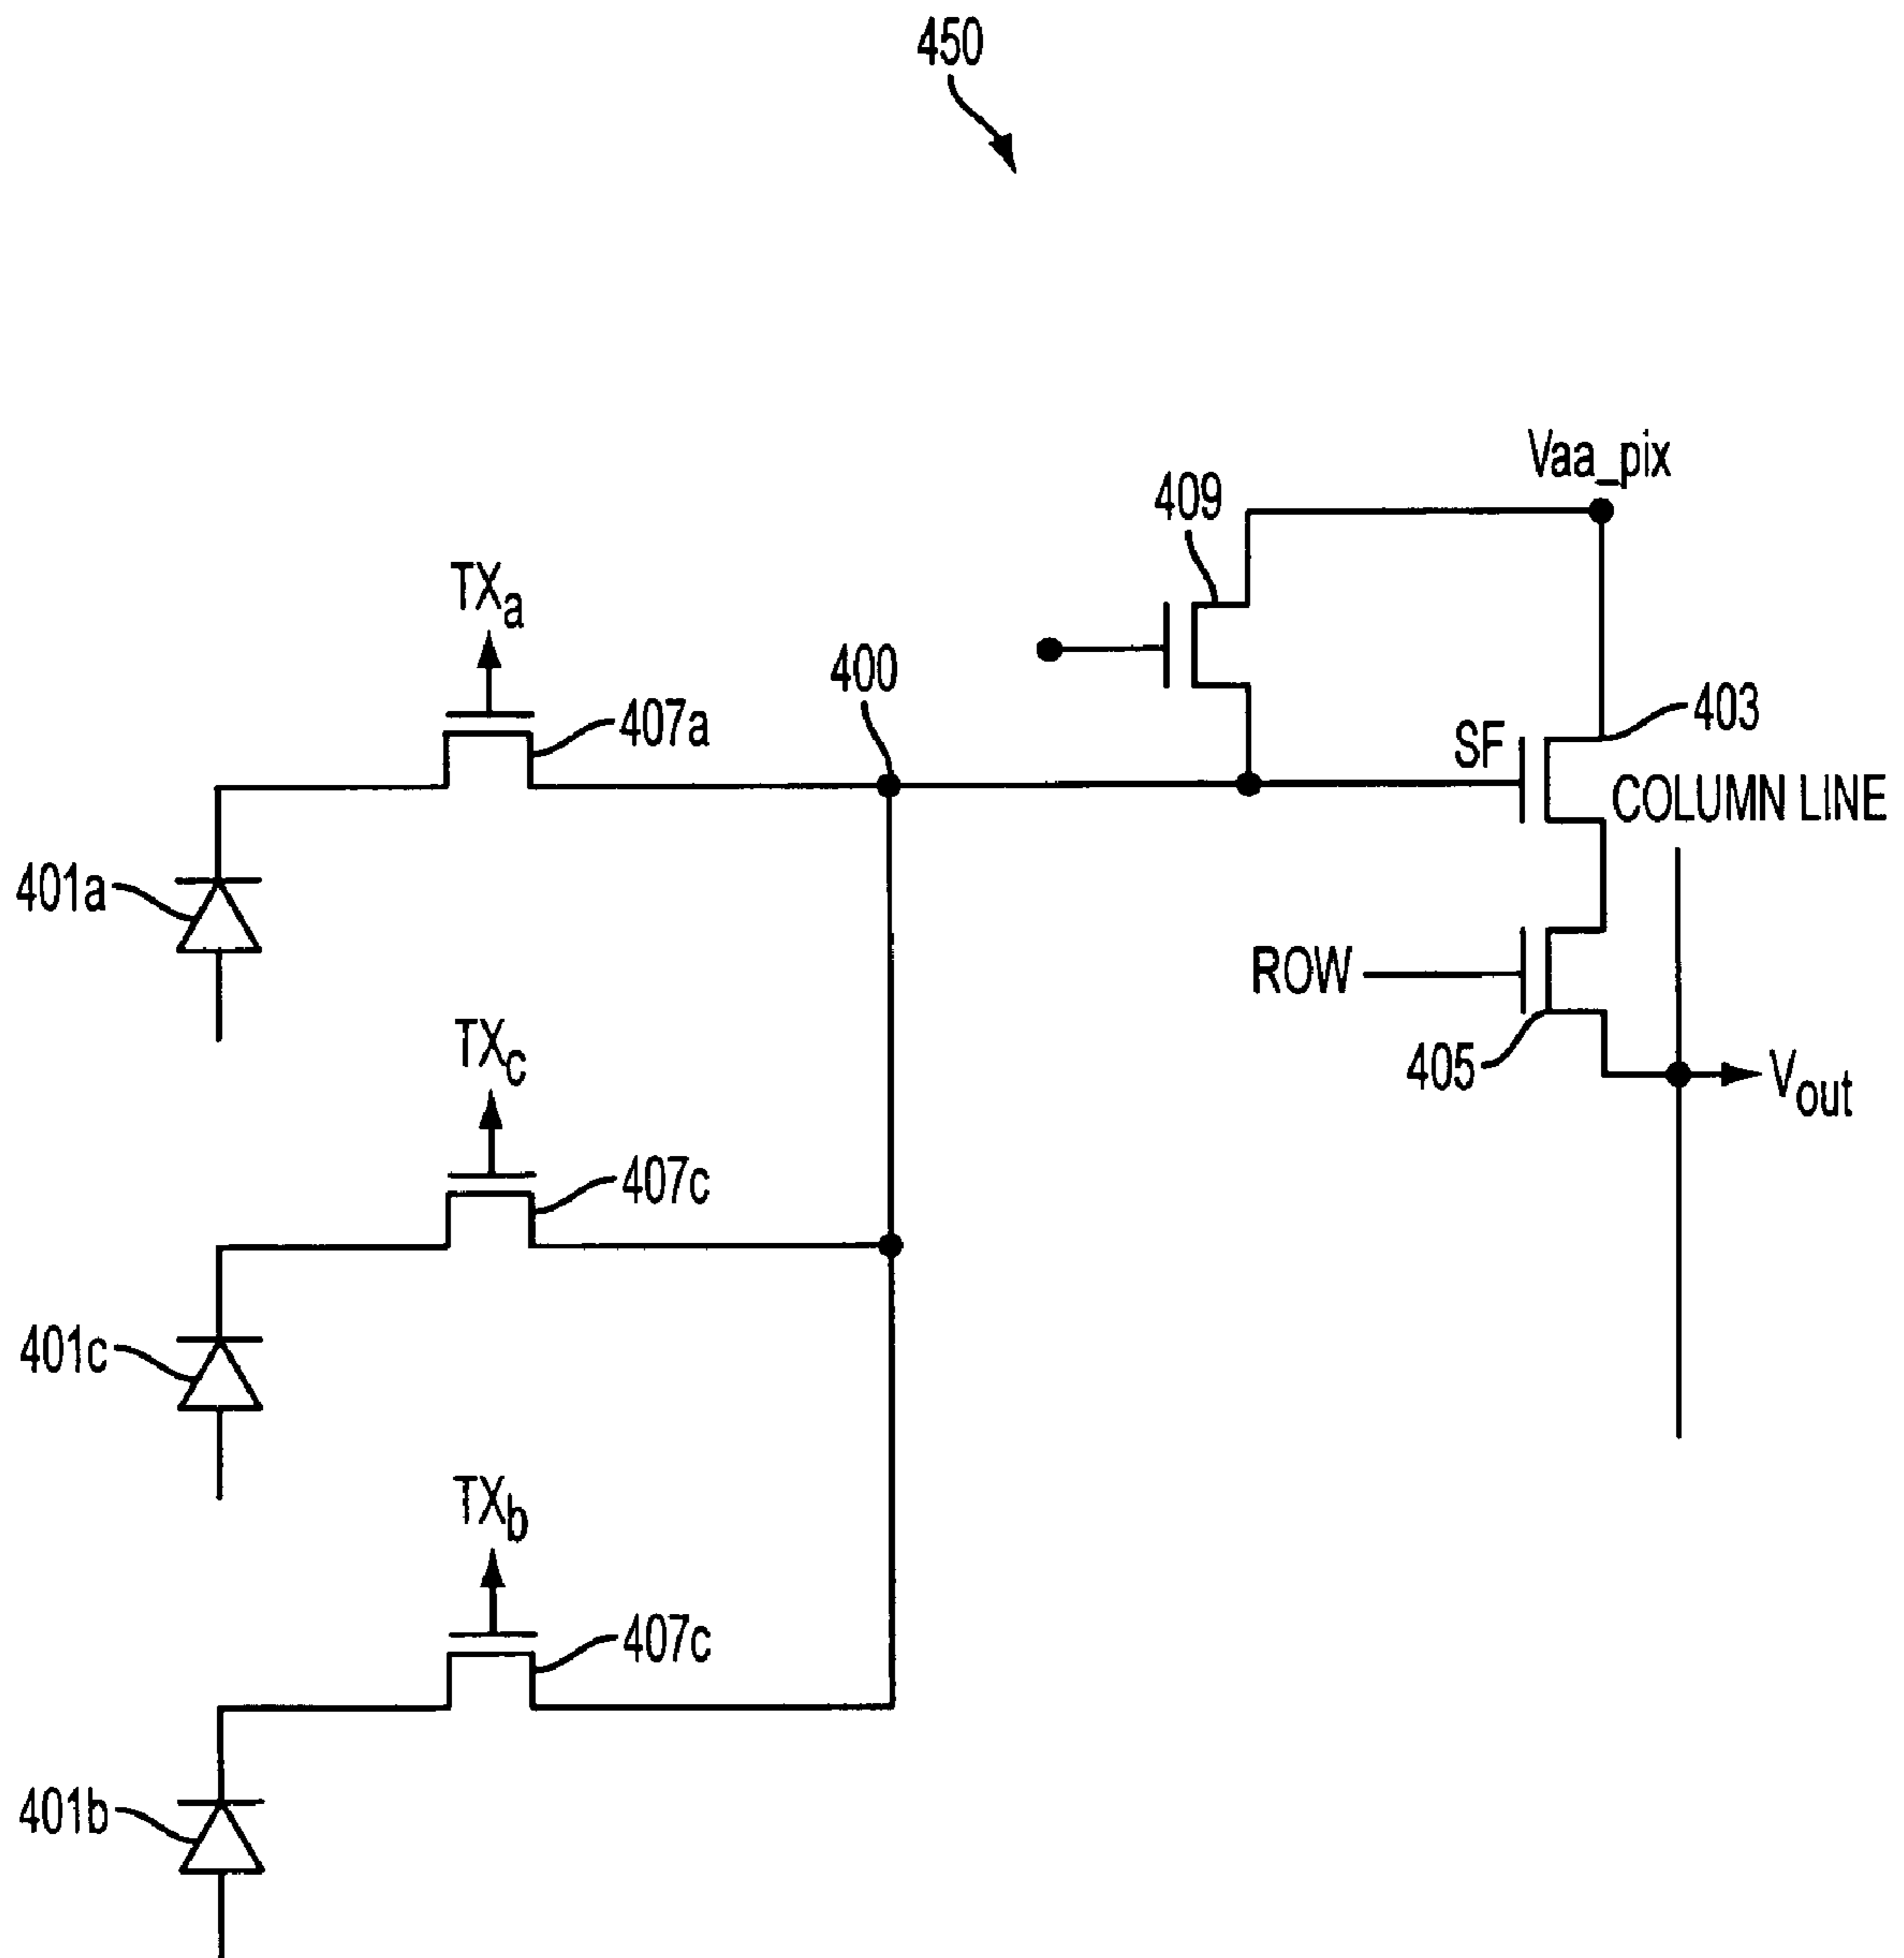 450
Vaa_pix
409
TXa
400
407a
403
SF
COLUMN LINE
401a
ROW
TXc
405
Vout
407c
401c
TXb
407c
401b